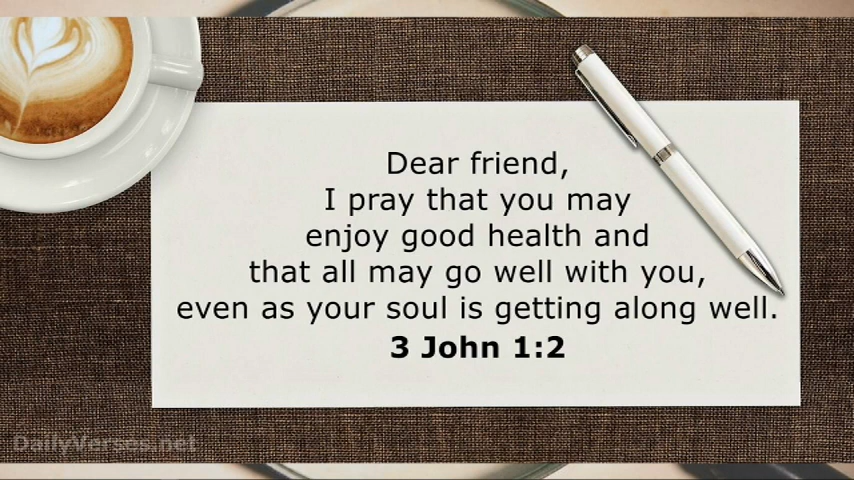 Dear friend,
I pray that you may
enjoy good health and
that all may go well with you,
even as your soul is getting along well.
3 John 1:2
DailyVerses.net